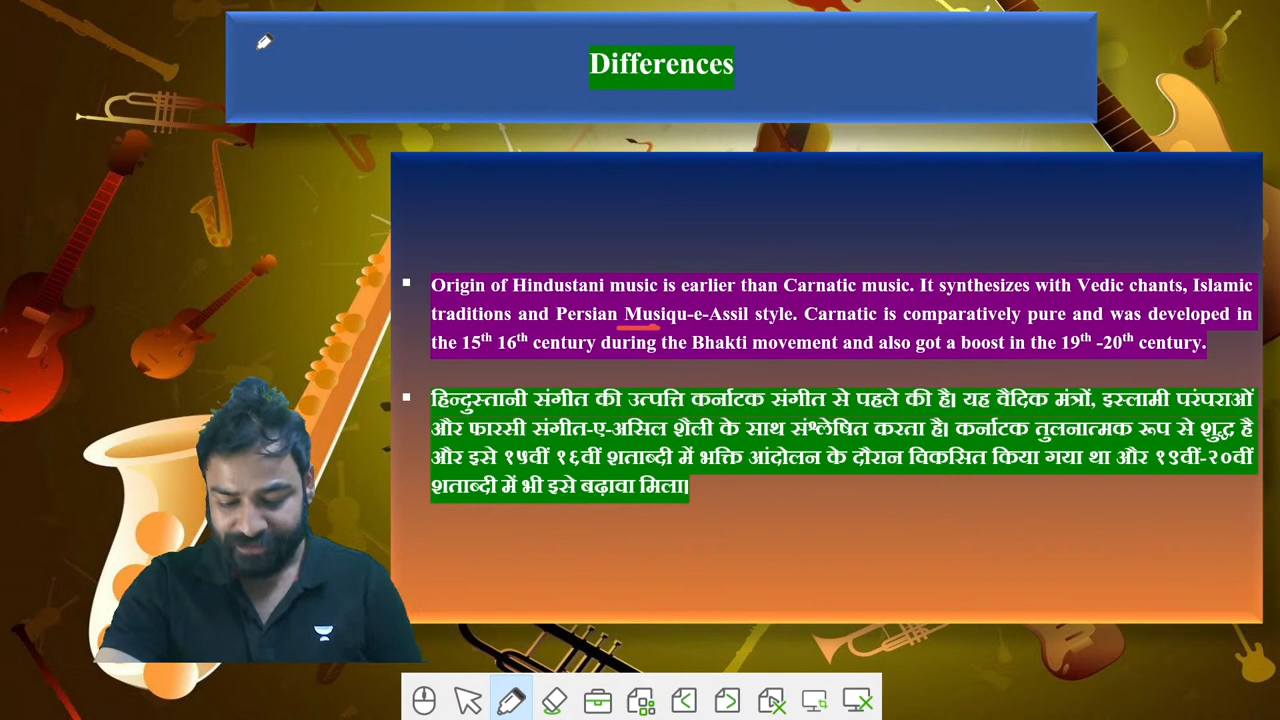 Differences
Origin of Hindustani music is earlier than Carnatic music. It synthesizes with Vedic chants, Islamic
traditions and Persian Musiqu-e-Assil style. Carnatic is comparatively pure and was developed in
the 15th 16th century during the Bhakti movement and also got a boost in the 19th -20th century.
हिन्दुस्तानी संगीत की उत्पत्ति कर्नाटक संगीत से पहले की है। यह वैदिक मंत्रों, इस्लामी परंपराओं
और फारसी संगीत-ए-असिल शैली के साथ संश्लेषित करता है। कर्नाटक तुलनात्मक रूप से शुद्ध है
और इसे १५वीं १६वीं शताब्दी में भक्ति आंदोलन के दौरान विकसित किया गया था और १९वीं-२०वीं
शताब्दी में भी इसे बढ़ावा मिला।